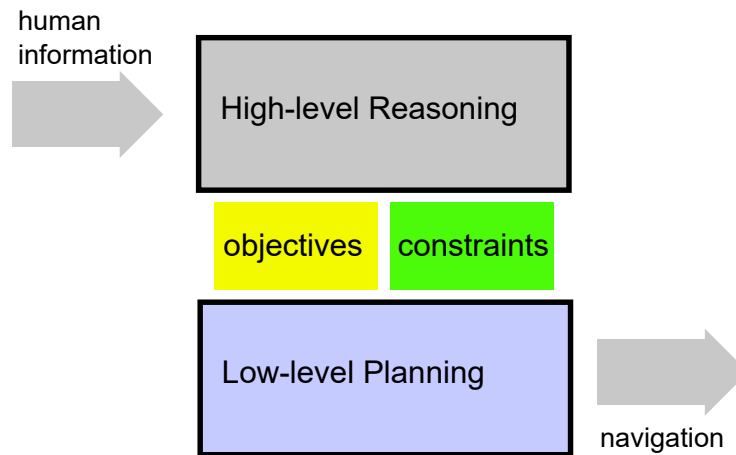 human
information
High-level Reasoning
objectives
constraints
Low-level Planning
navigation